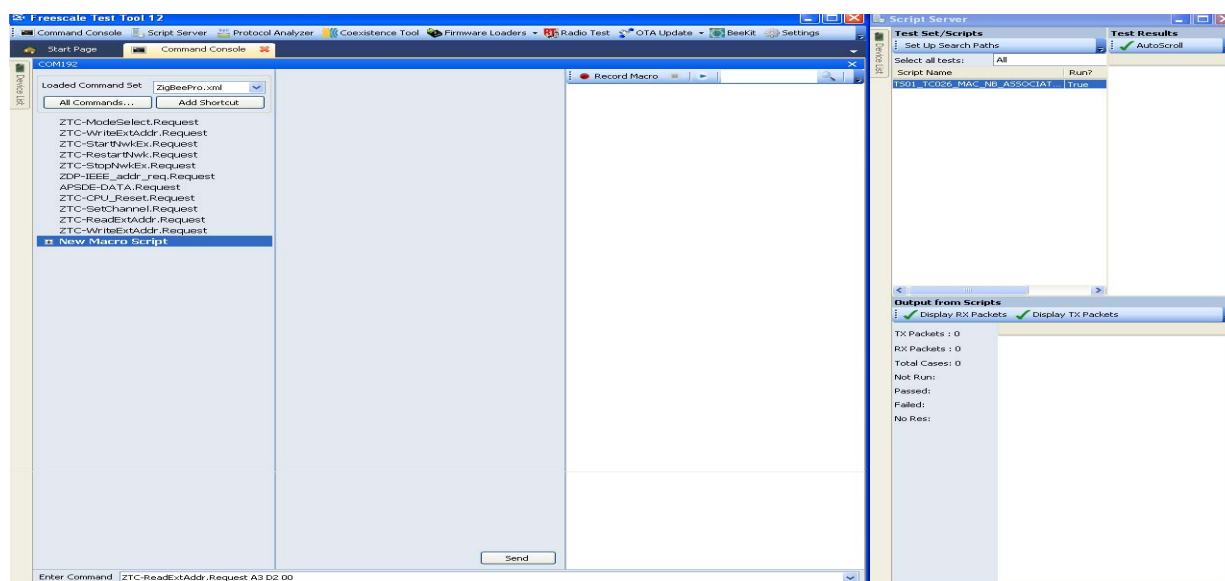 Freescale Test Tool 12
Command Console Script Server Protocol Analyzer Coexistence Tool Firmware Loaders Radio Test OTA Update BeeKit Settings
Start Page Command Console
COM192
Device List
Loaded Command Set ZigBeePro.xml
All Commands... Add Shortcut
ZTC-ModeSelect.Request
ZTC-WriteExtAddr.Request
ZTC-StartNwkEx.Request
ZTC-RestartNwk.Request
ZTC-StopNwkEx.Request
ZDP-IEEE_addr_req.Request
APSDE-DATA.Request
ZTC-CPU_Reset.Request
ZTC-SetChannel.Request
ZTC-ReadExtAddr.Request
ZTC-WriteExtAddr.Request
New Macro Script
Record Macro
Send
Enter Command ZTC-ReadExtAddr.Request A3 D2 00
Script Server
Device List
Test Set/Scripts
Set Up Search Paths
Select all tests: All
Script Name Run?
TS01_TC026_MAC_NB_ASSOCIAT... True
Test Results
AutoScroll
Output from Scripts
Display RX Packets Display TX Packets
TX Packets : 0
RX Packets : 0
Total Cases: 0
Not Run:
Passed:
Failed:
No Res: